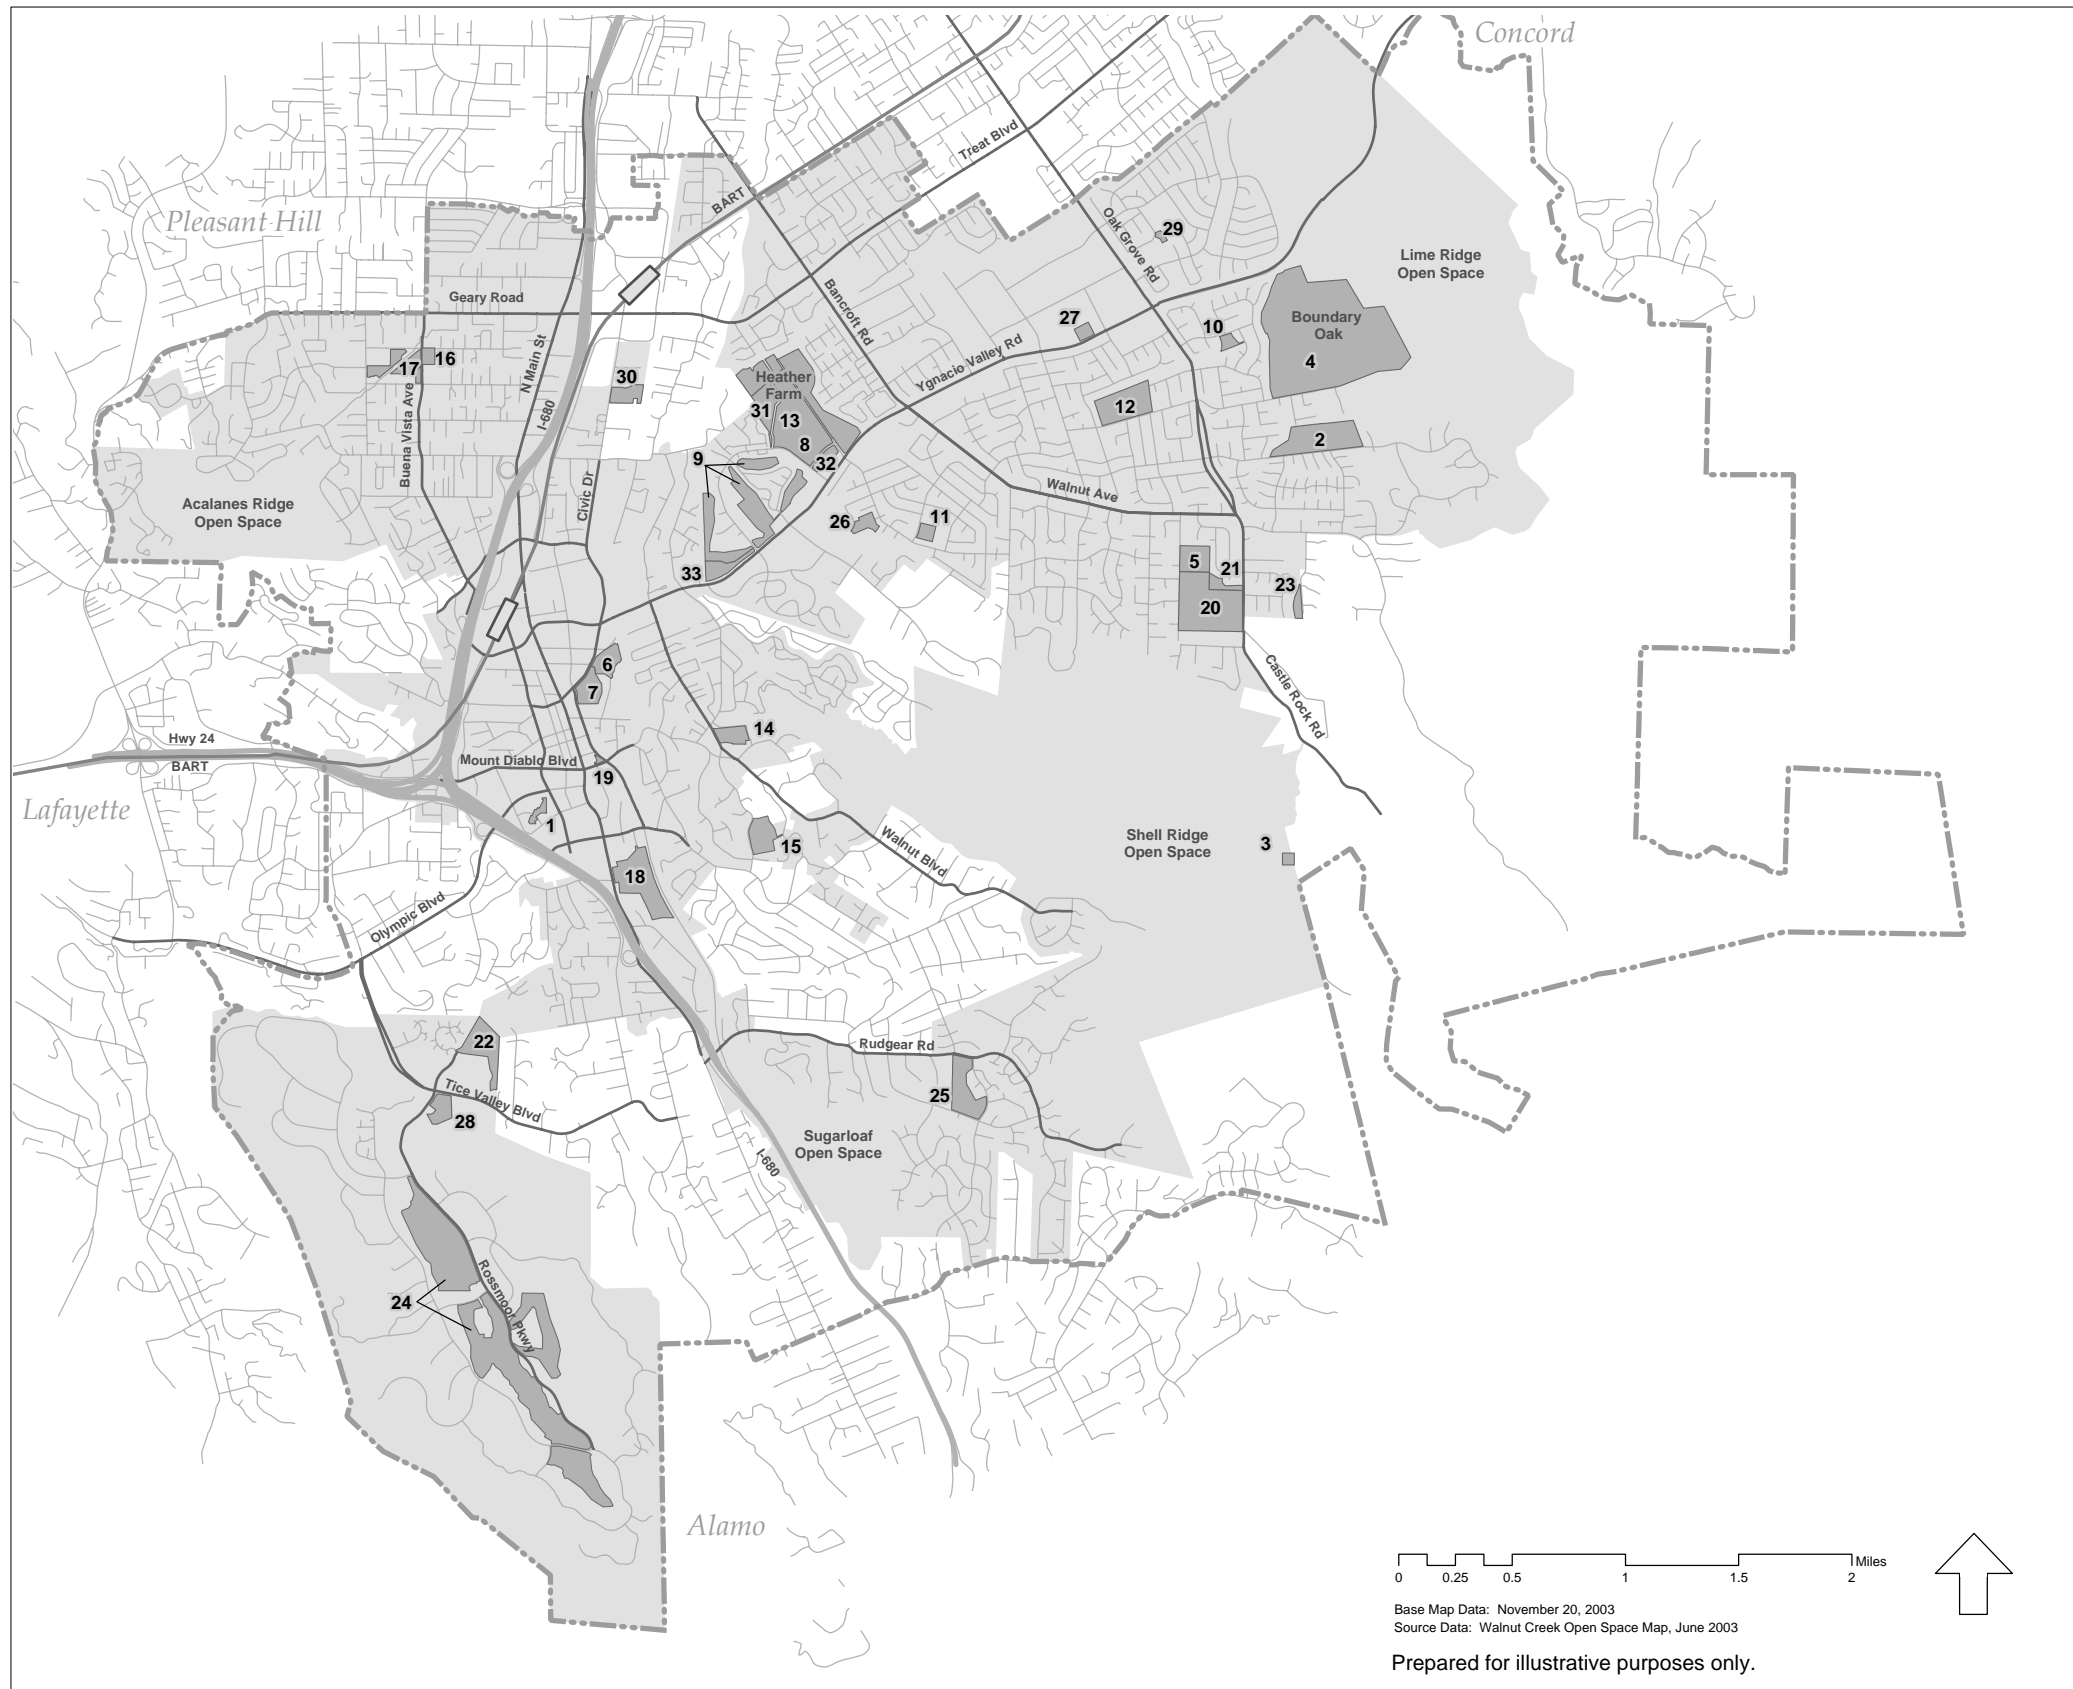 Concord
Treat Blvd
BART
Pleasant Hill
Oak Grove Rd
29
Lime Ridge
Open Space
Geary Road
Bancroft Rd
27
10
Boundary
Oak
4
N Main St
Ygnacio Valley Rd
17
16
30
Heather
Farm
31
13
8
32
12
2
I-680
Buena Vista Ave
9
Civic Dr
Walnut Ave
Acalanes Ridge
Open Space
26
11
33
5
21
23
20
6
7
Castle Rock Rd
14
Hwy 24
BART
Mount Diablo Blvd
19
Lafayette
1
15
Walnut Blvd
Shell Ridge
Open Space
3
18
Olympic Blvd
22
Rudgear Rd
Tice Valley Blvd
25
28
Sugarloaf
Open Space
I-680
24
Rossmoor Pkwy
Alamo
Miles
0
0.25
0.5
1
1.5
2
Base Map Data: November 20, 2003
Source Data: Walnut Creek Open Space Map, June 2003
Prepared for illustrative purposes only.